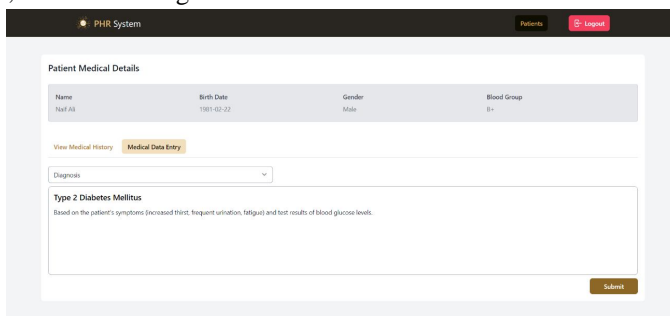 PHR System
Patients
Logout
Patient Medical Details
Name Birth Date Gender Blood Group
Naif Ali 1981-02-22 Male B+
View Medical History Medical Data Entry
Diagnosis
Type 2 Diabetes Mellitus
Based on the patient's symptoms (increased thirst, frequent urination, fatigue) and test results of blood glucose levels.
Submit